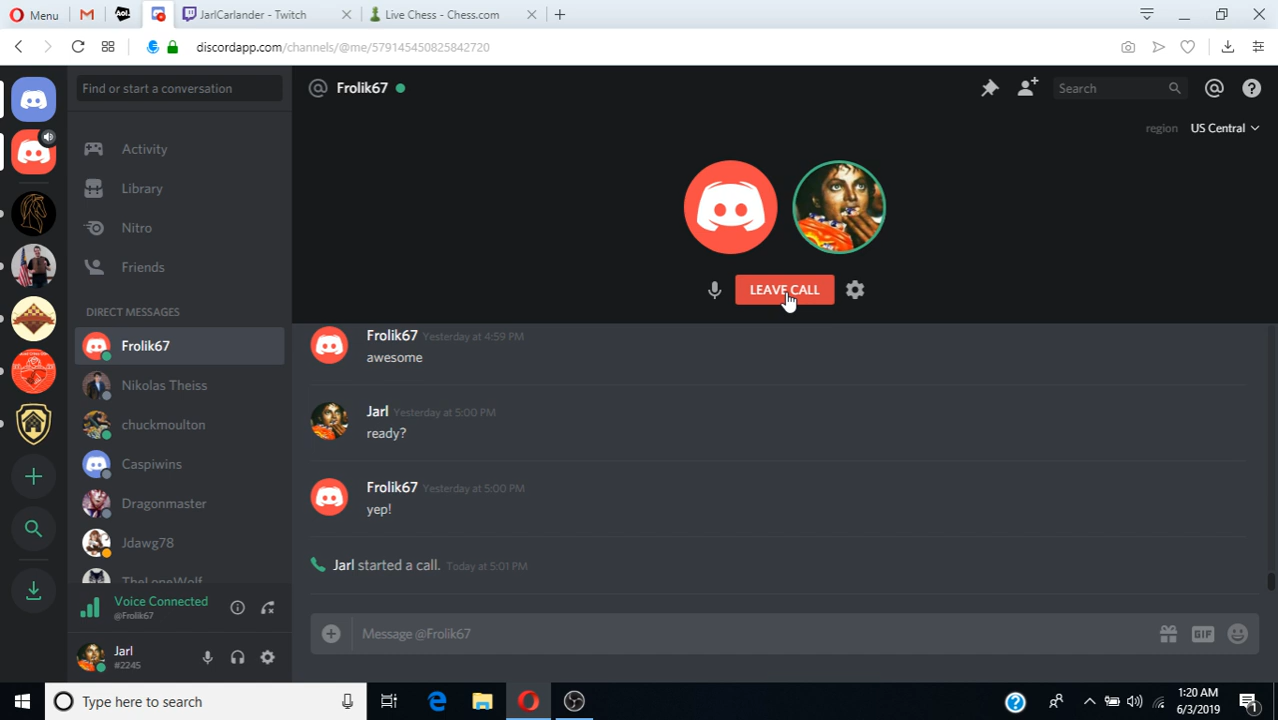 Menu
Aol.
JarlCarlander - Twitch
Live Chess - Chess.com
discordapp.com/channels/@me/579145450825842720
Find or start a conversation
Frolik67
Search
region US Central
Activity
Library
Nitro
Friends
LEAVE CALL
DIRECT MESSAGES
Frolik67
Nikolas Theiss
chuckmoulton
Caspiwins
Dragonmaster
Jdawg78
TheLoneWolf
Frolik67 Yesterday at 4:59 PM
awesome
Jarl Yesterday at 5:00 PM
ready?
Frolik67 Yesterday at 5:00 PM
yep!
Jarl started a call. Today at 5:01 PM
Voice Connected
@Frolik67
Jarl
#2245
Message @Frolik67
GIF
Type here to search
1:20 AM
6/3/2019
1